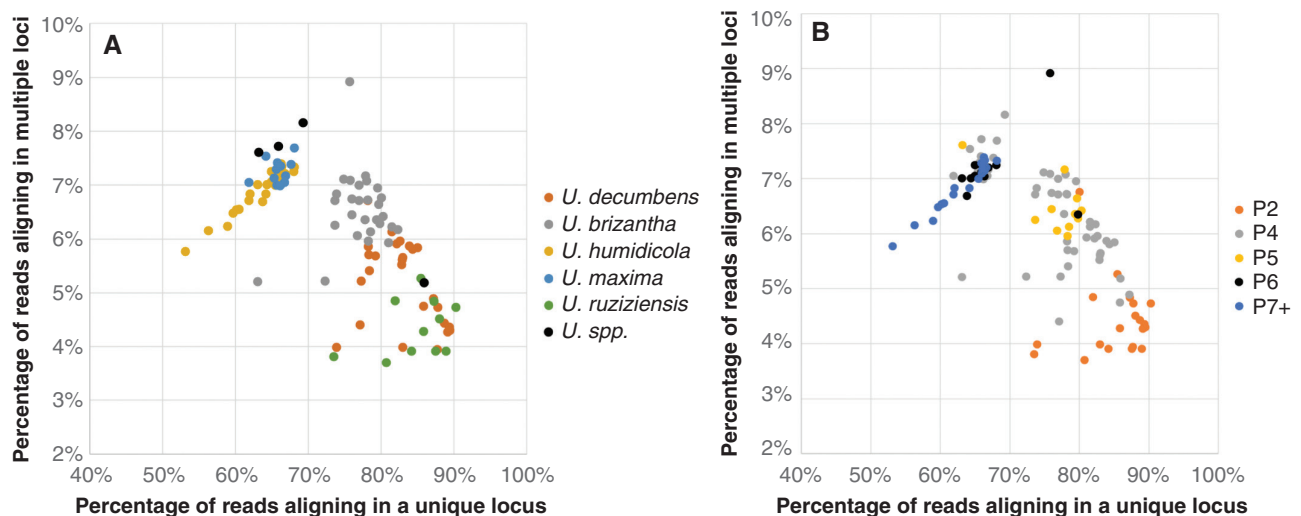 A
Percentage of reads aligning in multiple loci
10%
9%
8%
7%
6%
5%
4%
3%
2%
40%
50%
60%
70%
80%
90%
100%
Percentage of reads aligning in a unique locus
U. decumbens
U. brizantha
U. humidicola
U. maxima
U. ruziziensis
U. spp.
B
Percentage of reads aligning in multiple loci
10%
9%
8%
7%
6%
5%
4%
3%
2%
40%
50%
60%
70%
80%
90%
100%
Percentage of reads aligning in a unique locus
P2
P4
P5
P6
P7+